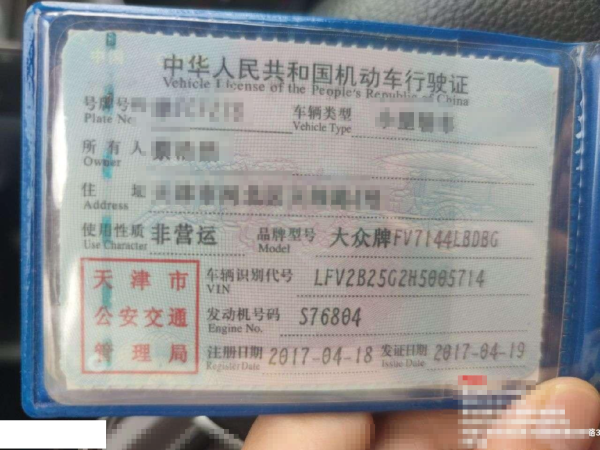 中华人民共和国机动车行驶证
Vehicle License of the People's Republic of China
号牌号码 车辆类型
Plate No. Vehicle Type
所有人
Owner
住址
Address
使用性质 非营运 品牌型号 大众牌FV7144LBDBG
Use Character Model
天津市 车辆识别代号 LFV2B25G2H5005714
VIN
公安交通 发动机号码 S76804
Engine No.
管理局 注册日期 2017-04-18 发证日期 2017-04-19
Register Date Issue Date